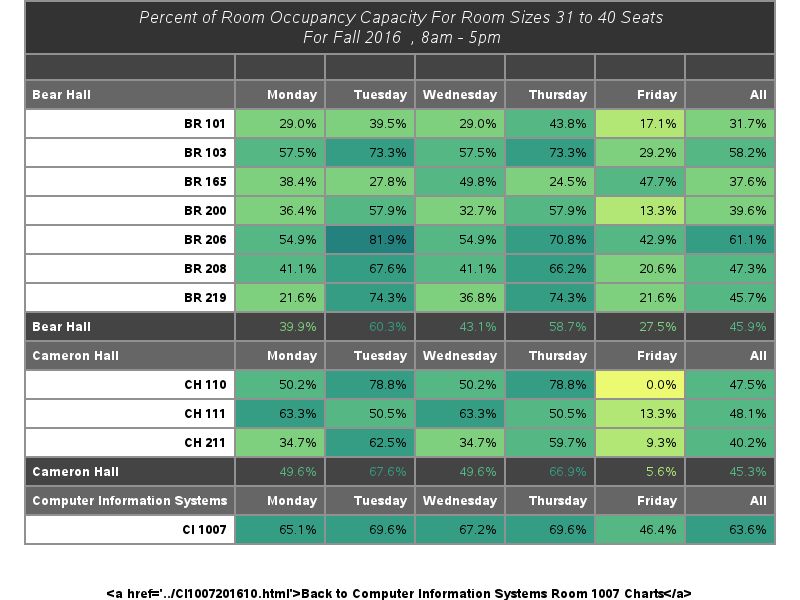 Percent of Room Occupancy Capacity For Room Sizes 31 to 40 Seats
For Fall 2016 , 8am - 5pm
Bear Hall Monday Tuesday Wednesday Thursday Friday All
BR 101 29.0% 39.5% 29.0% 43.8% 17.1% 31.7%
BR 103 57.5% 73.3% 57.5% 73.3% 29.2% 58.2%
BR 165 38.4% 27.8% 49.8% 24.5% 47.7% 37.6%
BR 200 36.4% 57.9% 32.7% 57.9% 13.3% 39.6%
BR 206 54.9% 81.9% 54.9% 70.8% 42.9% 61.1%
BR 208 41.1% 67.6% 41.1% 66.2% 20.6% 47.3%
BR 219 21.6% 74.3% 36.8% 74.3% 21.6% 45.7%
Bear Hall 39.9% 60.3% 43.1% 58.7% 27.5% 45.9%
Cameron Hall Monday Tuesday Wednesday Thursday Friday All
CH 110 50.2% 78.8% 50.2% 78.8% 0.0% 47.5%
CH 111 63.3% 50.5% 63.3% 50.5% 13.3% 48.1%
CH 211 34.7% 62.5% 34.7% 59.7% 9.3% 40.2%
Cameron Hall 49.6% 67.6% 49.6% 66.9% 5.6% 45.3%
Computer Information Systems Monday Tuesday Wednesday Thursday Friday All
CI 1007 65.1% 69.6% 67.2% 69.6% 46.4% 63.6%
&lt;a href='../CI1007201610.html'&gt;Back to Computer Information Systems Room 1007 Charts&lt;/a&gt;